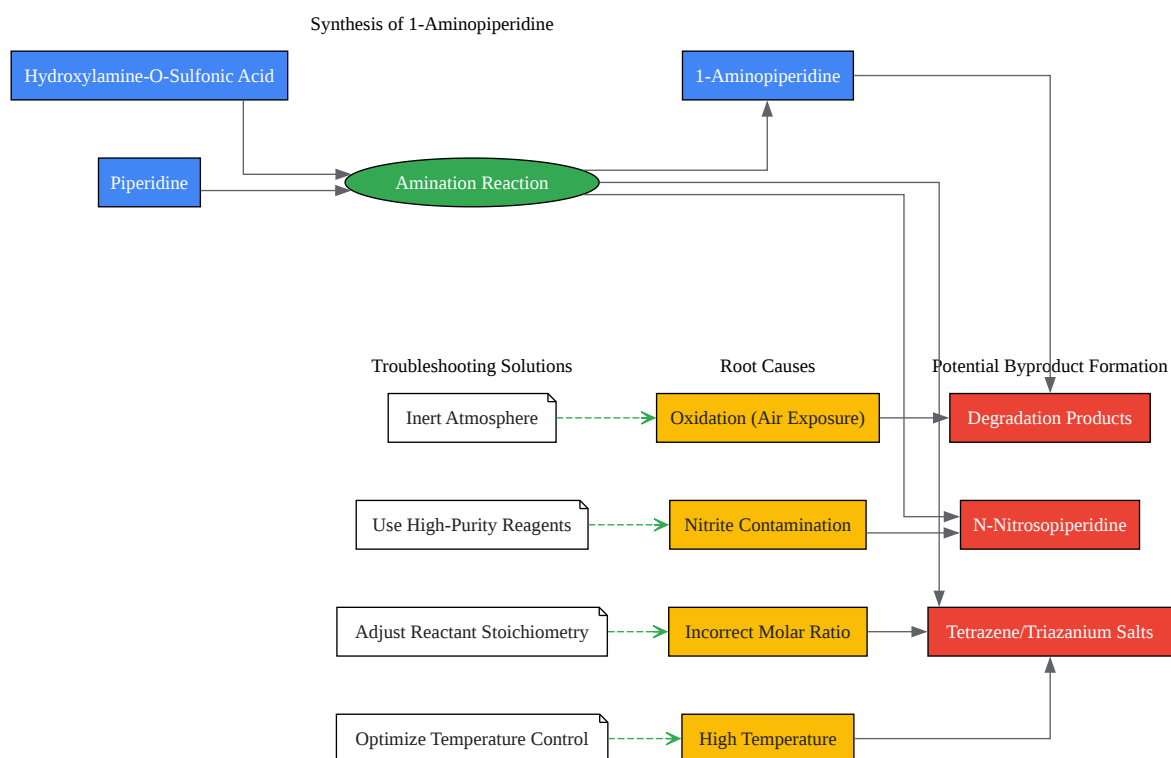 Synthesis of 1-Aminopiperidine
Hydroxylamine-O-Sulfonic Acid
1-Aminopiperidine
Piperidine
Amination Reaction
Troubleshooting Solutions
Root Causes
Potential Byproduct Formation
Inert Atmosphere
Oxidation (Air Exposure)
Degradation Products
Use High-Purity Reagents
Nitrite Contamination
N-Nitrosopiperidine
Adjust Reactant Stoichiometry
Incorrect Molar Ratio
Tetrazene/Triazanium Salts
Optimize Temperature Control
High Temperature